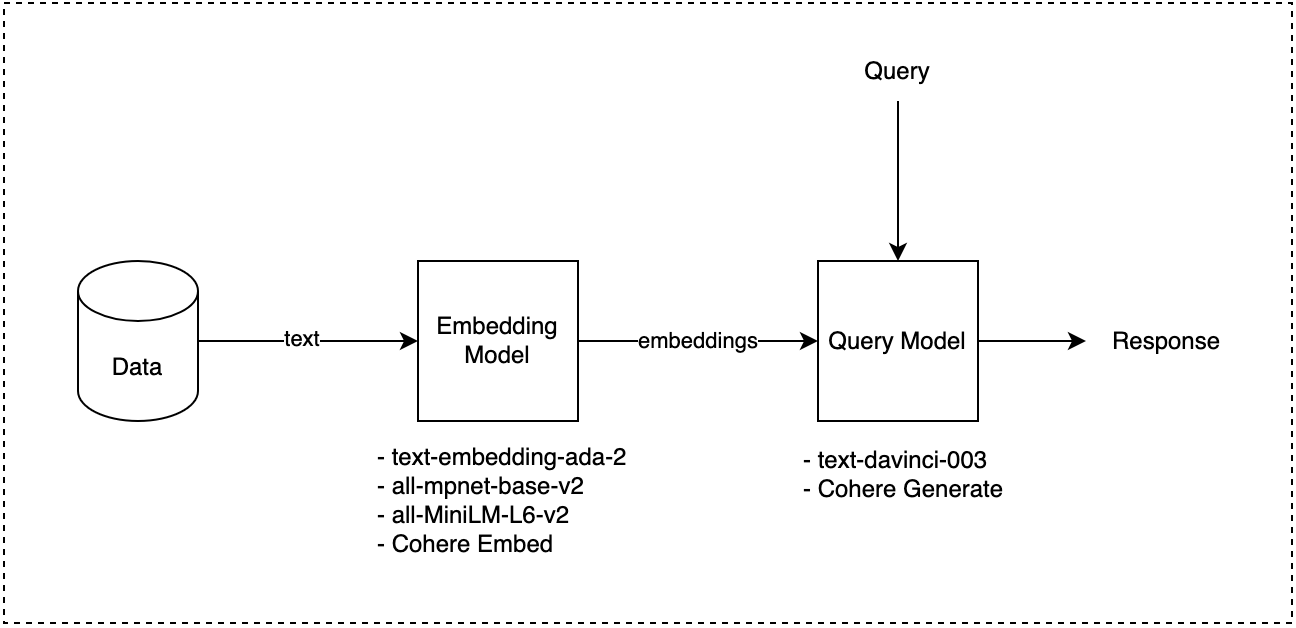 Query
Data
text
Embedding
Model
embeddings
Query Model
Response
- text-embedding-ada-2
- all-mpnet-base-v2
- all-MiniLM-L6-v2
- Cohere Embed
- text-davinci-003
- Cohere Generate